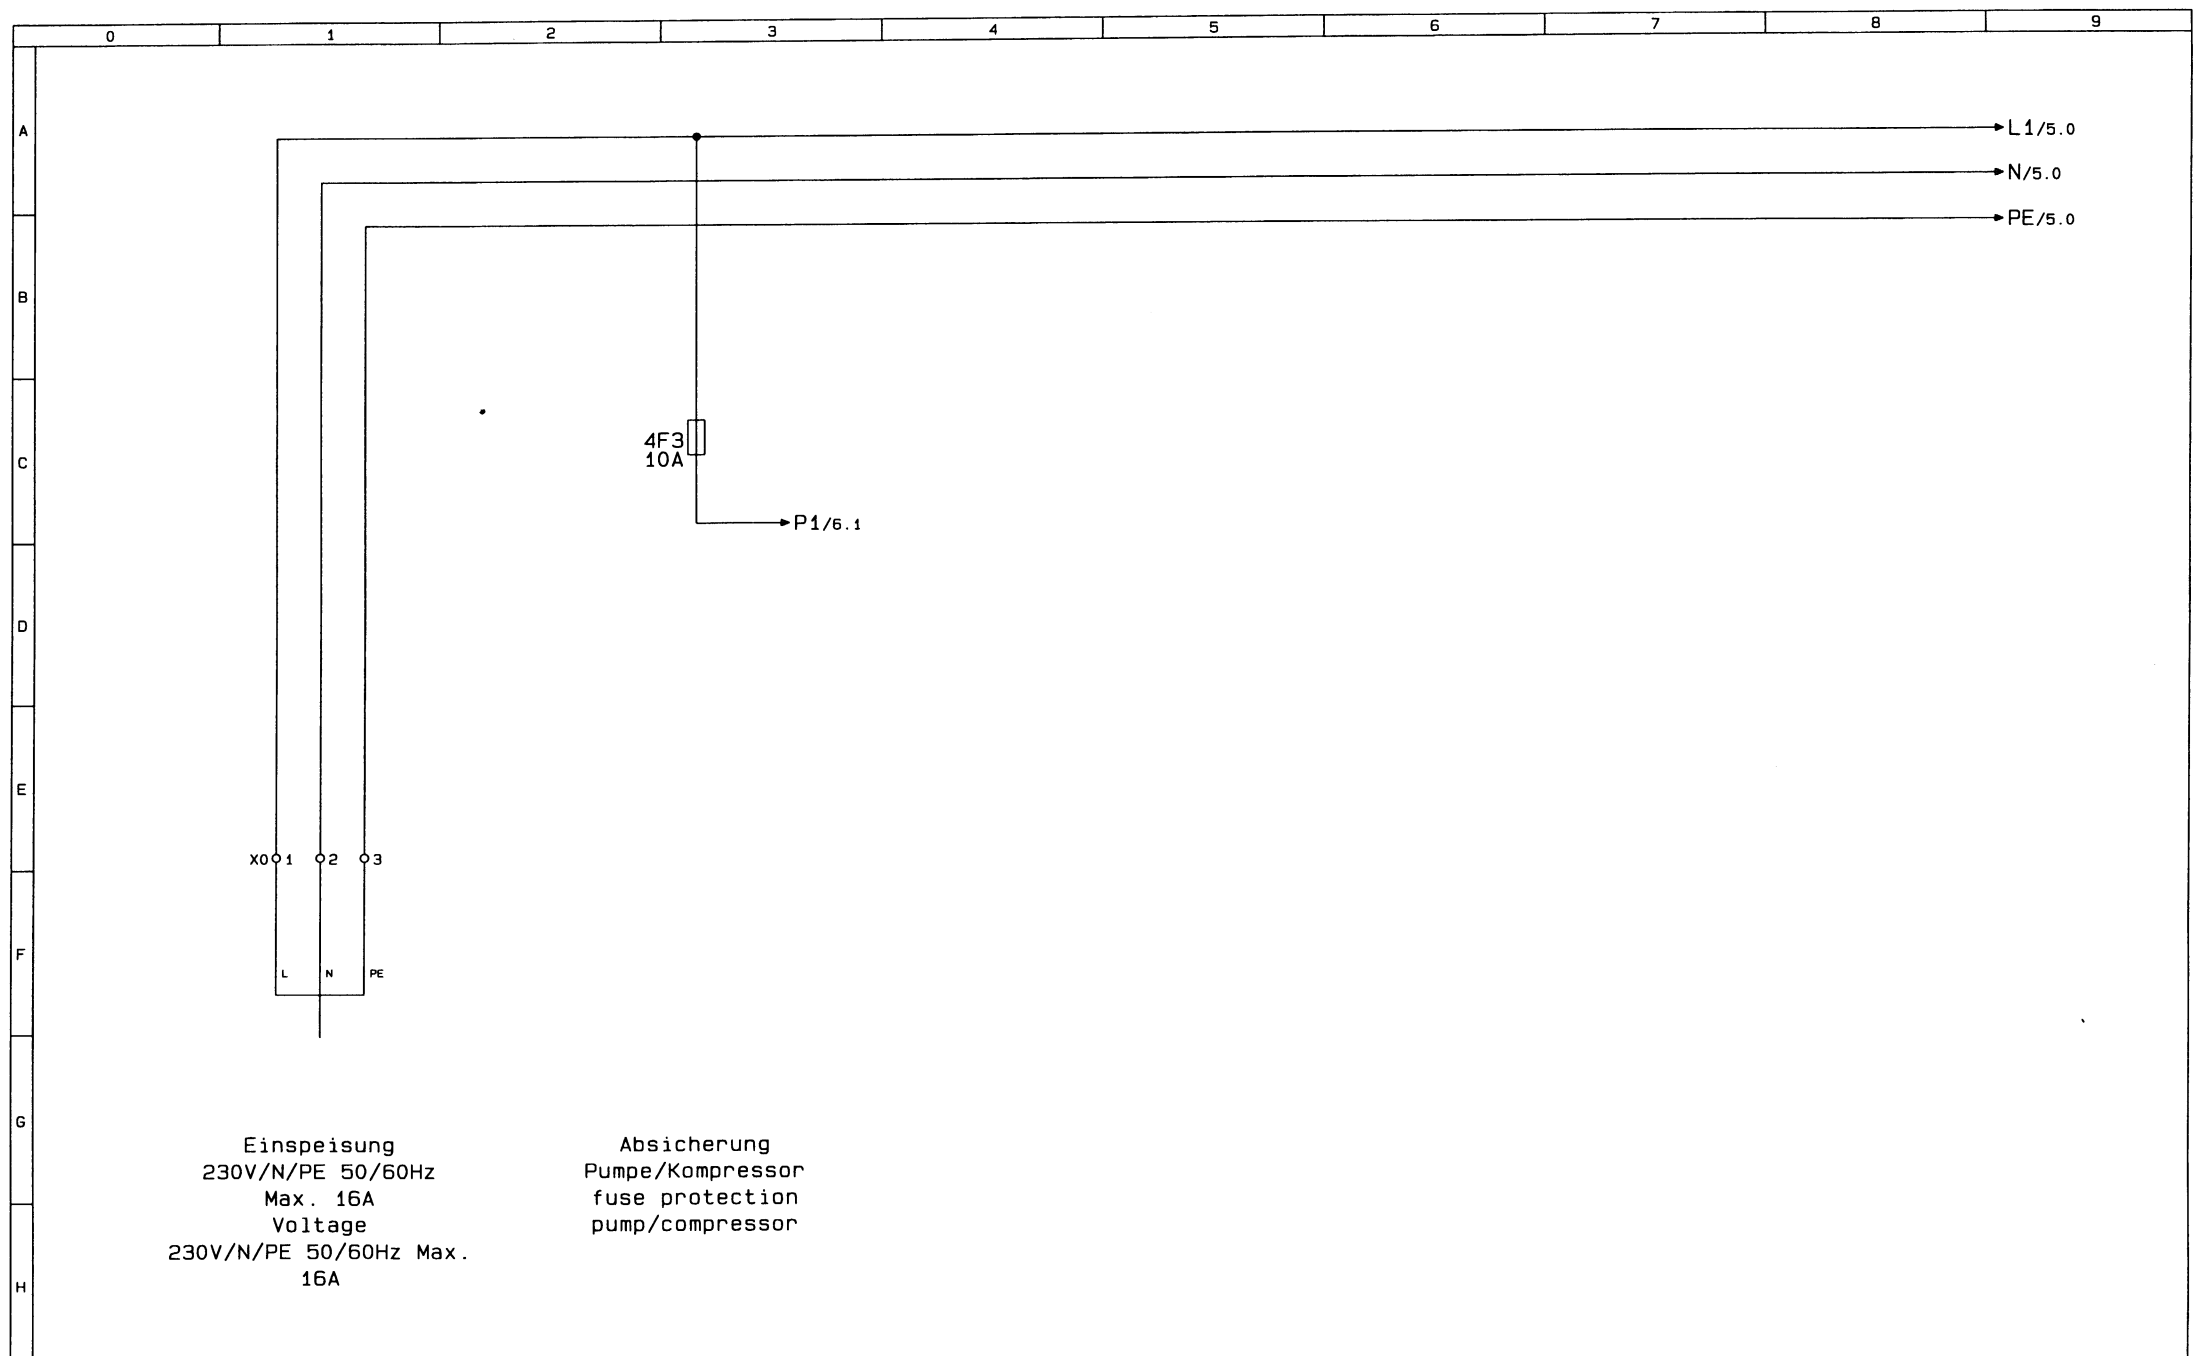 0 1 2 3 4 5 6 7 8 9
A
L1/5.0
N/5.0
PE/5.0
B
C
4F3
10A
P1/6.1
D
E
X0 1 2 3
F
L N PE
G
Einspeisung
230V/N/PE 50/60Hz
Max. 16A
Voltage
230V/N/PE 50/60Hz Max.
16A
Absicherung
Pumpe/Kompressor
fuse protection
pump/compressor
H